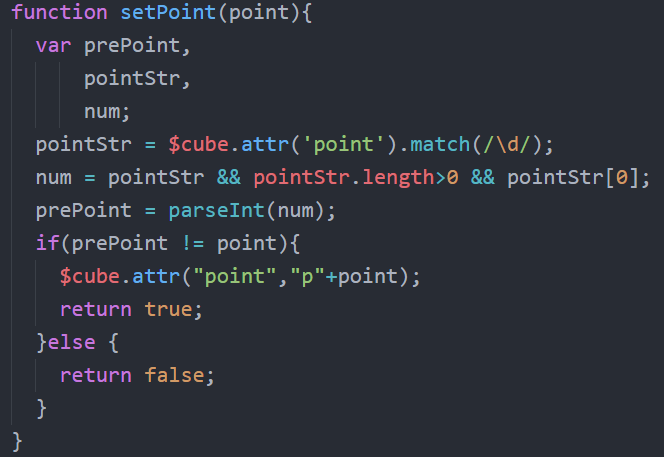 function setPoint(point){
  var prePoint,
      pointStr,
      num;
  pointStr = $cube.attr('point').match(/\d/);
  num = pointStr && pointStr.length>0 && pointStr[0];
  prePoint = parseInt(num);
  if(prePoint != point){
    $cube.attr("point","p"+point);
    return true;
  }else {
    return false;
  }
}